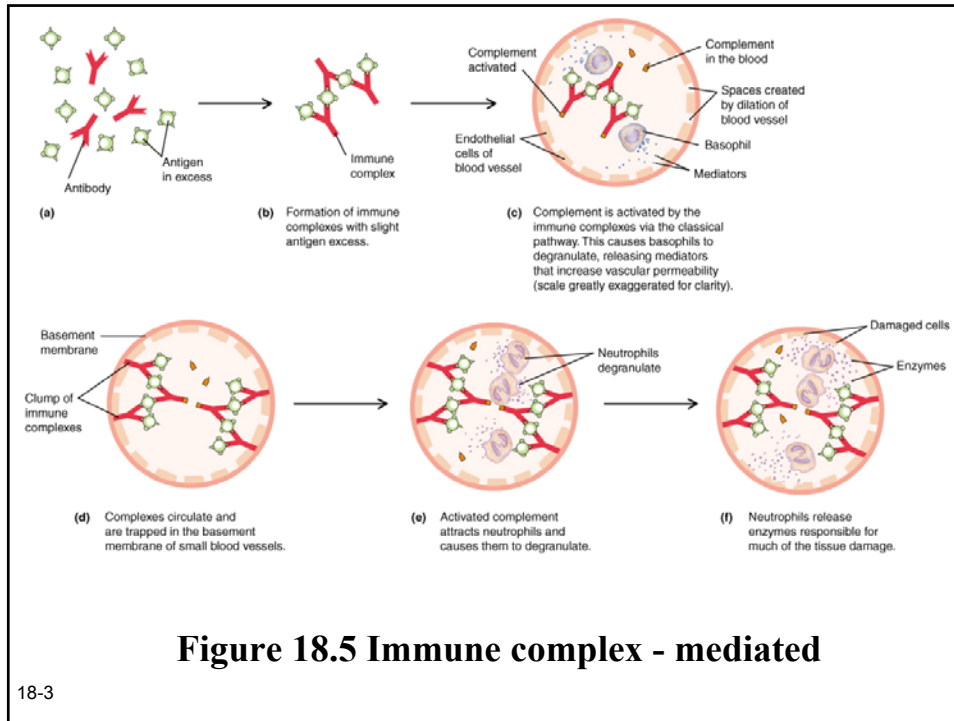 Antibody
Antigen
in excess
(a)
Immune
complex
(b) Formation of immune
complexes with slight
antigen excess.
Complement
activated
Endothelial
cells of
blood vessel
Complement
in the blood
Spaces created
by dilation of
blood vessel
Basophil
Mediators
(c) Complement is activated by the
immune complexes via the classical
pathway. This causes basophils to
degranulate, releasing mediators
that increase vascular permeability
(scale greatly exaggerated for clarity).
Basement
membrane
Clump of
immune
complexes
(d) Complexes circulate and
are trapped in the basement
membrane of small blood vessels.
Neutrophils
degranulate
(e) Activated complement
attracts neutrophils and
causes them to degranulate.
Damaged cells
Enzymes
(f) Neutrophils release
enzymes responsible for
much of the tissue damage.
Figure 18.5 Immune complex - mediated
18-3